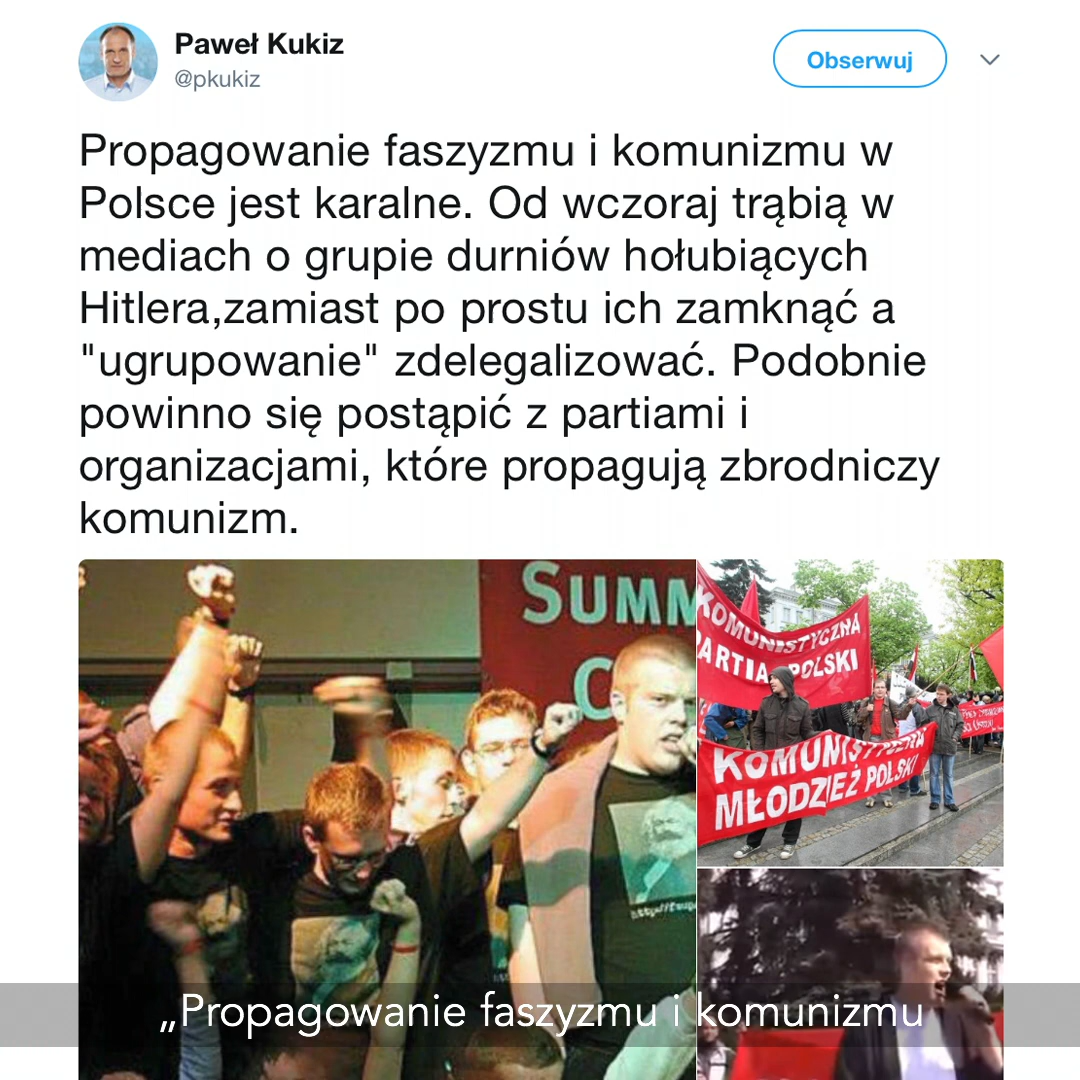 Paweł Kukiz
@pkukiz
Obserwuj
Propagowanie faszyzmu i komunizmu w
Polsce jest karalne. Od wczoraj trąbią w
mediach o grupie durniów hołubiących
Hitlera,zamiast po prostu ich zamknąć a
"ugrupowanie" zdelegalizować. Podobnie
powinno się postąpić z partiami i
organizacjami, które propagują zbrodniczy
komunizm.
SUMM
C
KOMUNISTYCZNA
PARTIA POLSKI
KOMUNISTYCZNA
MŁODZIEŻ POLSKI
„Propagowanie faszyzmu i komunizmu